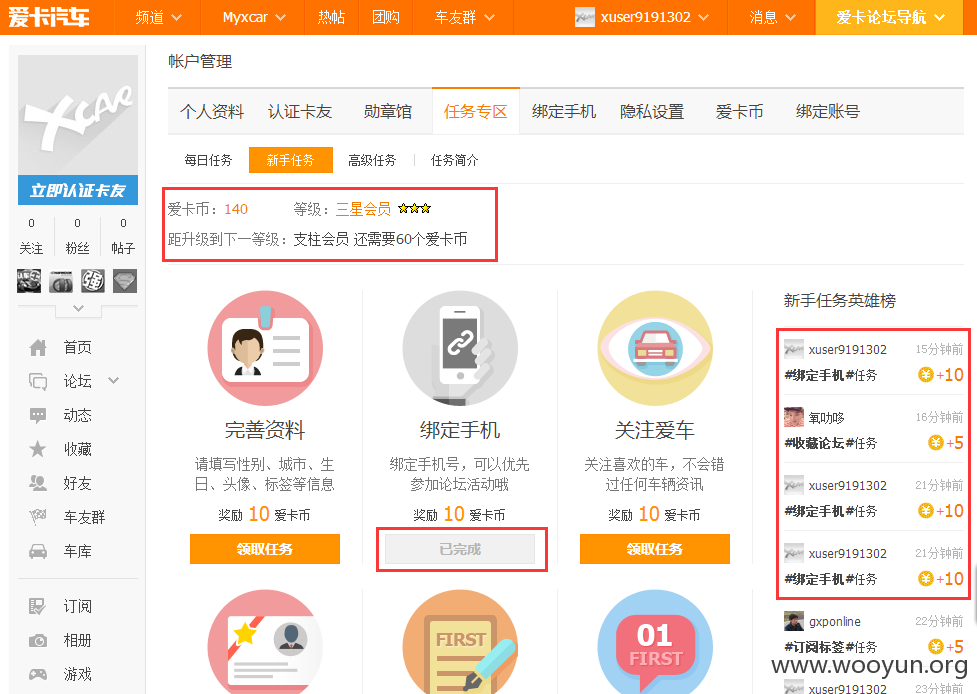 爱卡汽车 频道 Myxcar 热帖 团购 车友群 xuser9191302 消息 爱卡论坛导航
XCAR
立即认证卡友
0 0 0
关注 粉丝 帖子
首页
论坛
动态
收藏
好友
车友群
车库
订阅
相册
游戏
帐户管理
个人资料 认证卡友 勋章馆 任务专区 绑定手机 隐私设置 爱卡币 绑定账号
每日任务 新手任务 高级任务 任务简介
爱卡币：140 等级：三星会员
距升级到下一等级：支柱会员 还需要60个爱卡币
完善资料
请填写性别、城市、生
日、头像、标签等信息
奖励 10 爱卡币
领取任务
绑定手机
绑定手机号，可以优先
参加论坛活动哦
奖励 10 爱卡币
已完成
关注爱车
关注喜欢的车，不会错
过任何车辆资讯
奖励 10 爱卡币
领取任务
FIRST
01
FIRST
新手任务英雄榜
xuser9191302 15分钟前
#绑定手机#任务 +10
氧叻哆 16分钟前
#收藏论坛#任务 +5
xuser9191302 21分钟前
#绑定手机#任务 +10
xuser9191302 21分钟前
#绑定手机#任务 +10
gxponline 22分钟前
#订阅标签#任务 +5
www.wooyun.org
xuser9191302 23分钟前